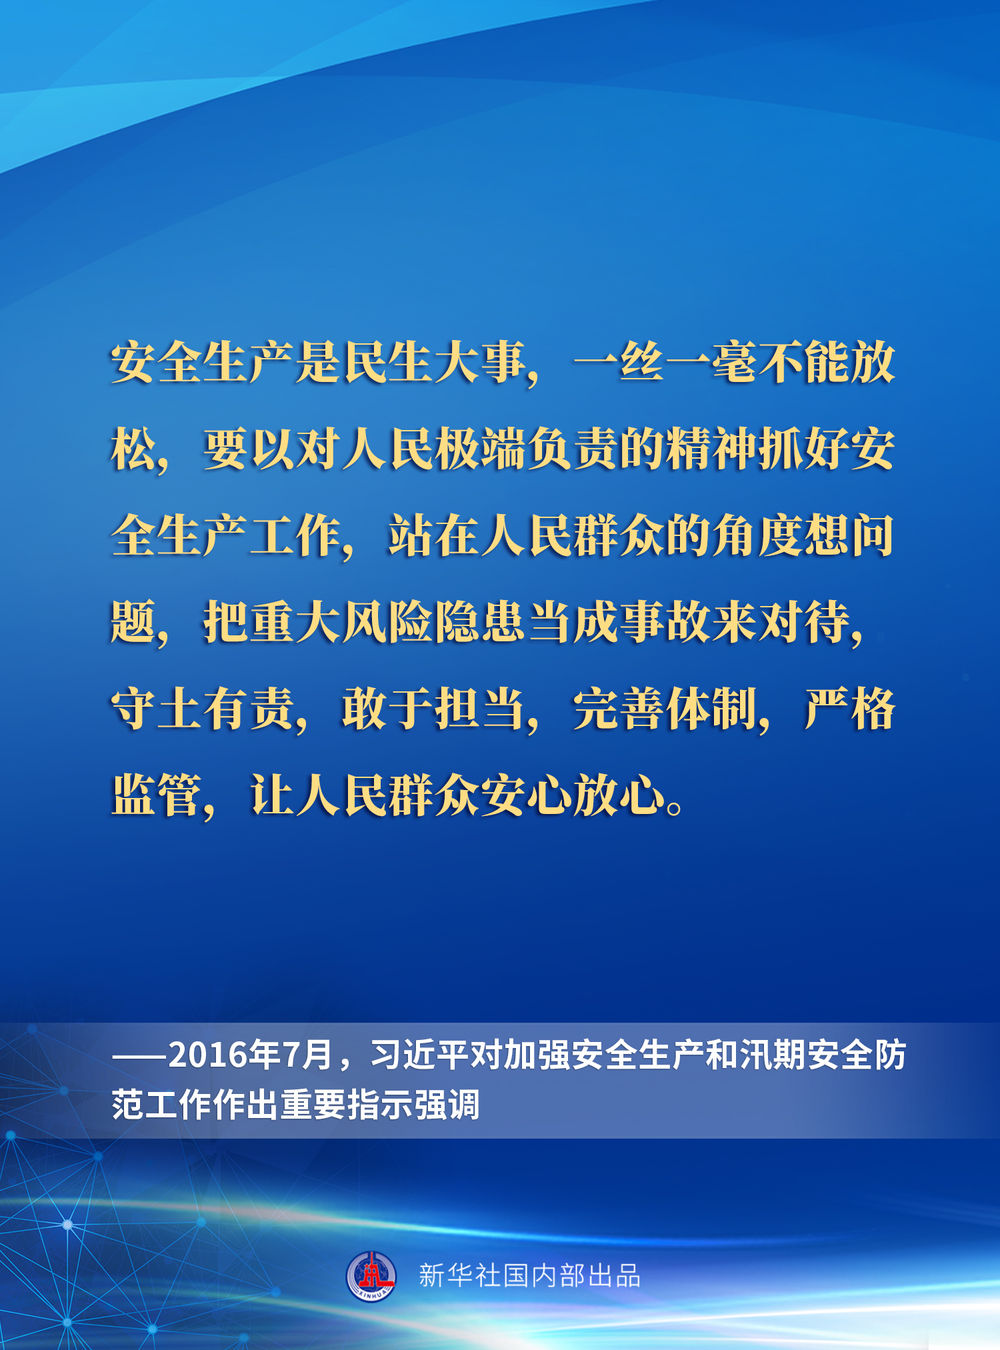 安全生产是民生大事，一丝一毫不能放
松，要以对人民极端负责的精神抓好安
全生产工作，站在人民群众的角度想问
题，把重大风险隐患当成事故来对待，
守土有责，敢于担当，完善体制，严格
监管，让人民群众安心放心。
——2016年7月，习近平对加强安全生产和汛期安全防
范工作作出重要指示强调
XINHUA
新华社国内部出品